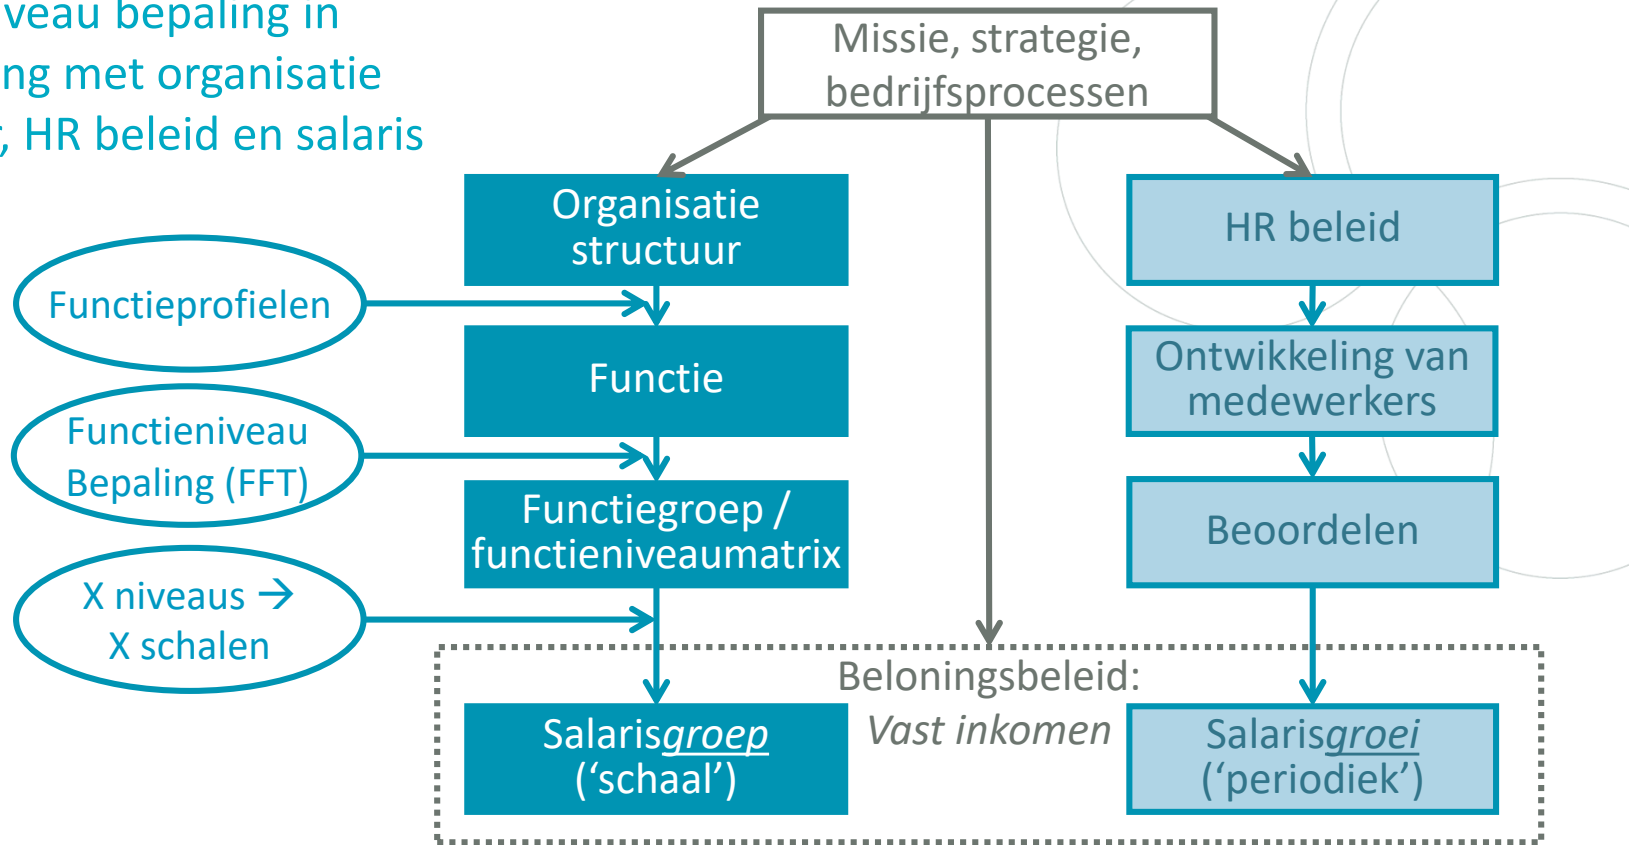 veau bepaling in
ng met organisatie
, HR beleid en salaris
Missie, strategie,
bedrijfsprocessen
Organisatie
structuur
HR beleid
Functieprofielen
Functie
Ontwikkeling van
medewerkers
Functieniveau
Bepaling (FFT)
Functiegroep /
functieniveaumatrix
Beoordelen
X niveaus →
X schalen
Beloningsbeleid:
Vast inkomen
Salarisgroep
(‘schaal’)
Salarisgroei
(‘periodiek’)